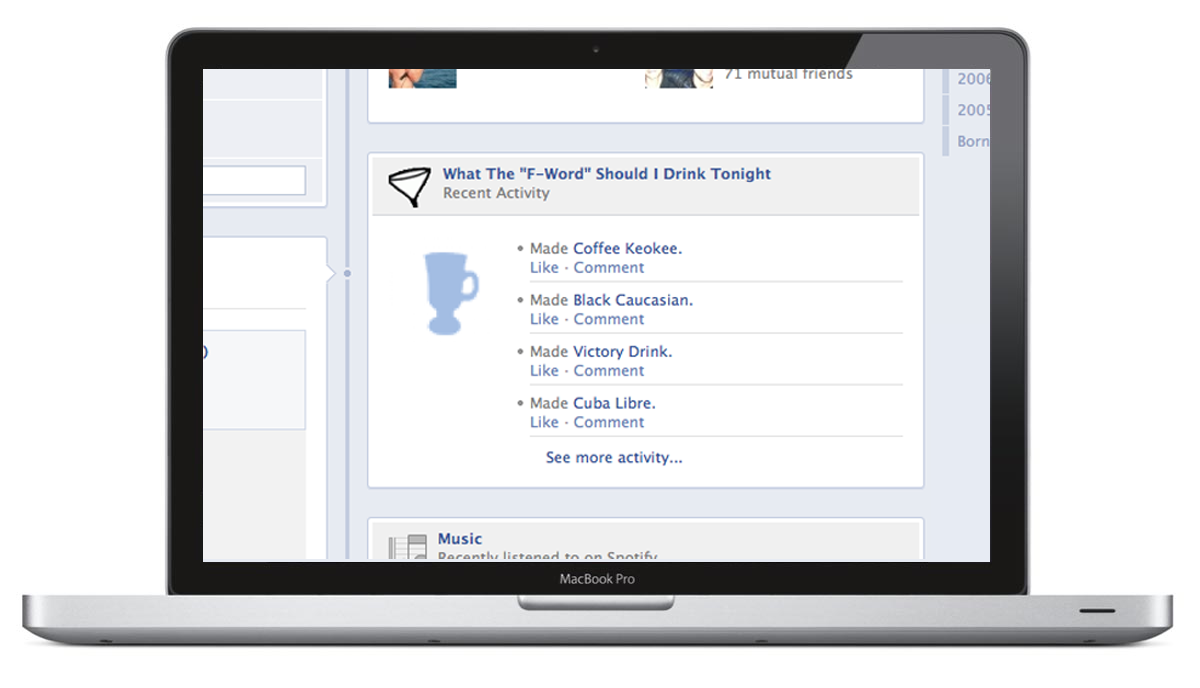 71 mutual friends
2006
2005
Born
What The "F-Word" Should I Drink Tonight
Recent Activity
• Made Coffee Keokee.
Like · Comment
• Made Black Caucasian.
Like · Comment
• Made Victory Drink.
Like · Comment
• Made Cuba Libre.
Like · Comment
See more activity...
Music
Recently listened to on Spotify
MacBook Pro